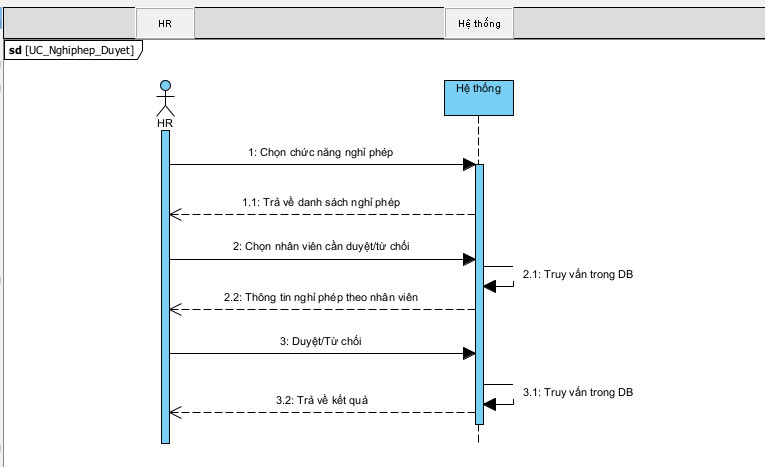 HR
Hệ thống
sd [UC_Nghiphep_Duyet]
Hệ thống
HR
1: Chọn chức năng nghỉ phép
1.1: Trả về danh sách nghỉ phép
2: Chọn nhân viên cần duyệt/từ chối
2.1: Truy vấn trong DB
2.2: Thông tin nghỉ phép theo nhân viên
3: Duyệt/Từ chối
3.1: Truy vấn trong DB
3.2: Trả về kết quả